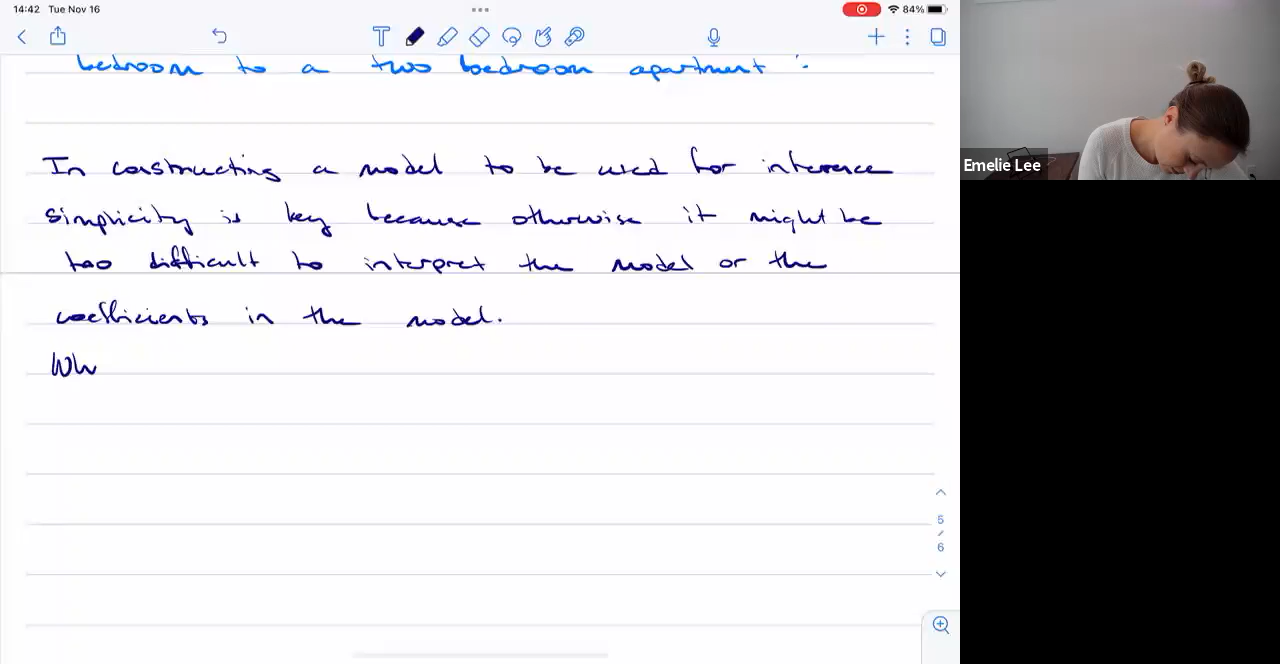 14:42 Tue Nov 16
84%
bedroom to a two bedroom apartment :
In constructing a model to be used for inference
simplicity is key because otherwise it might be
too difficult to interpret the model or the
coefficients in the model.
Wh
5
/
6
Emelie Lee